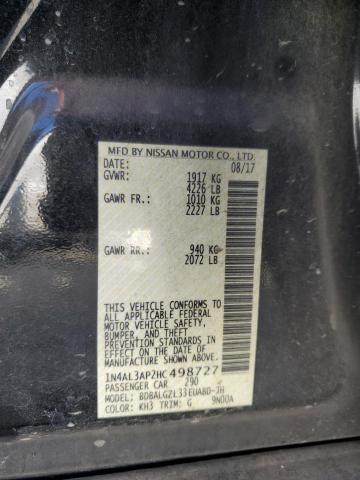 MFD BY NISSAN MOTOR CO., LTD.
DATE: 08/17
GVWR: 1917 KG
4226 LB
GAWR FR.: 1010 KG
2227 LB
GAWR RR.: 940 KG
2072 LB
THIS VEHICLE CONFORMS TO
ALL APPLICABLE FEDERAL
MOTOR VEHICLE SAFETY,
BUMPER, AND THEFT
PREVENTION STANDARDS IN
EFFECT ON THE DATE OF
MANUFACTURE SHOWN ABOVE.
1N4AL3AP2HC498727
PASSENGER CAR 290
MODEL: BDBALGZL33EUABD-JH
COLOR: KH3 TRIM: G 9N00A